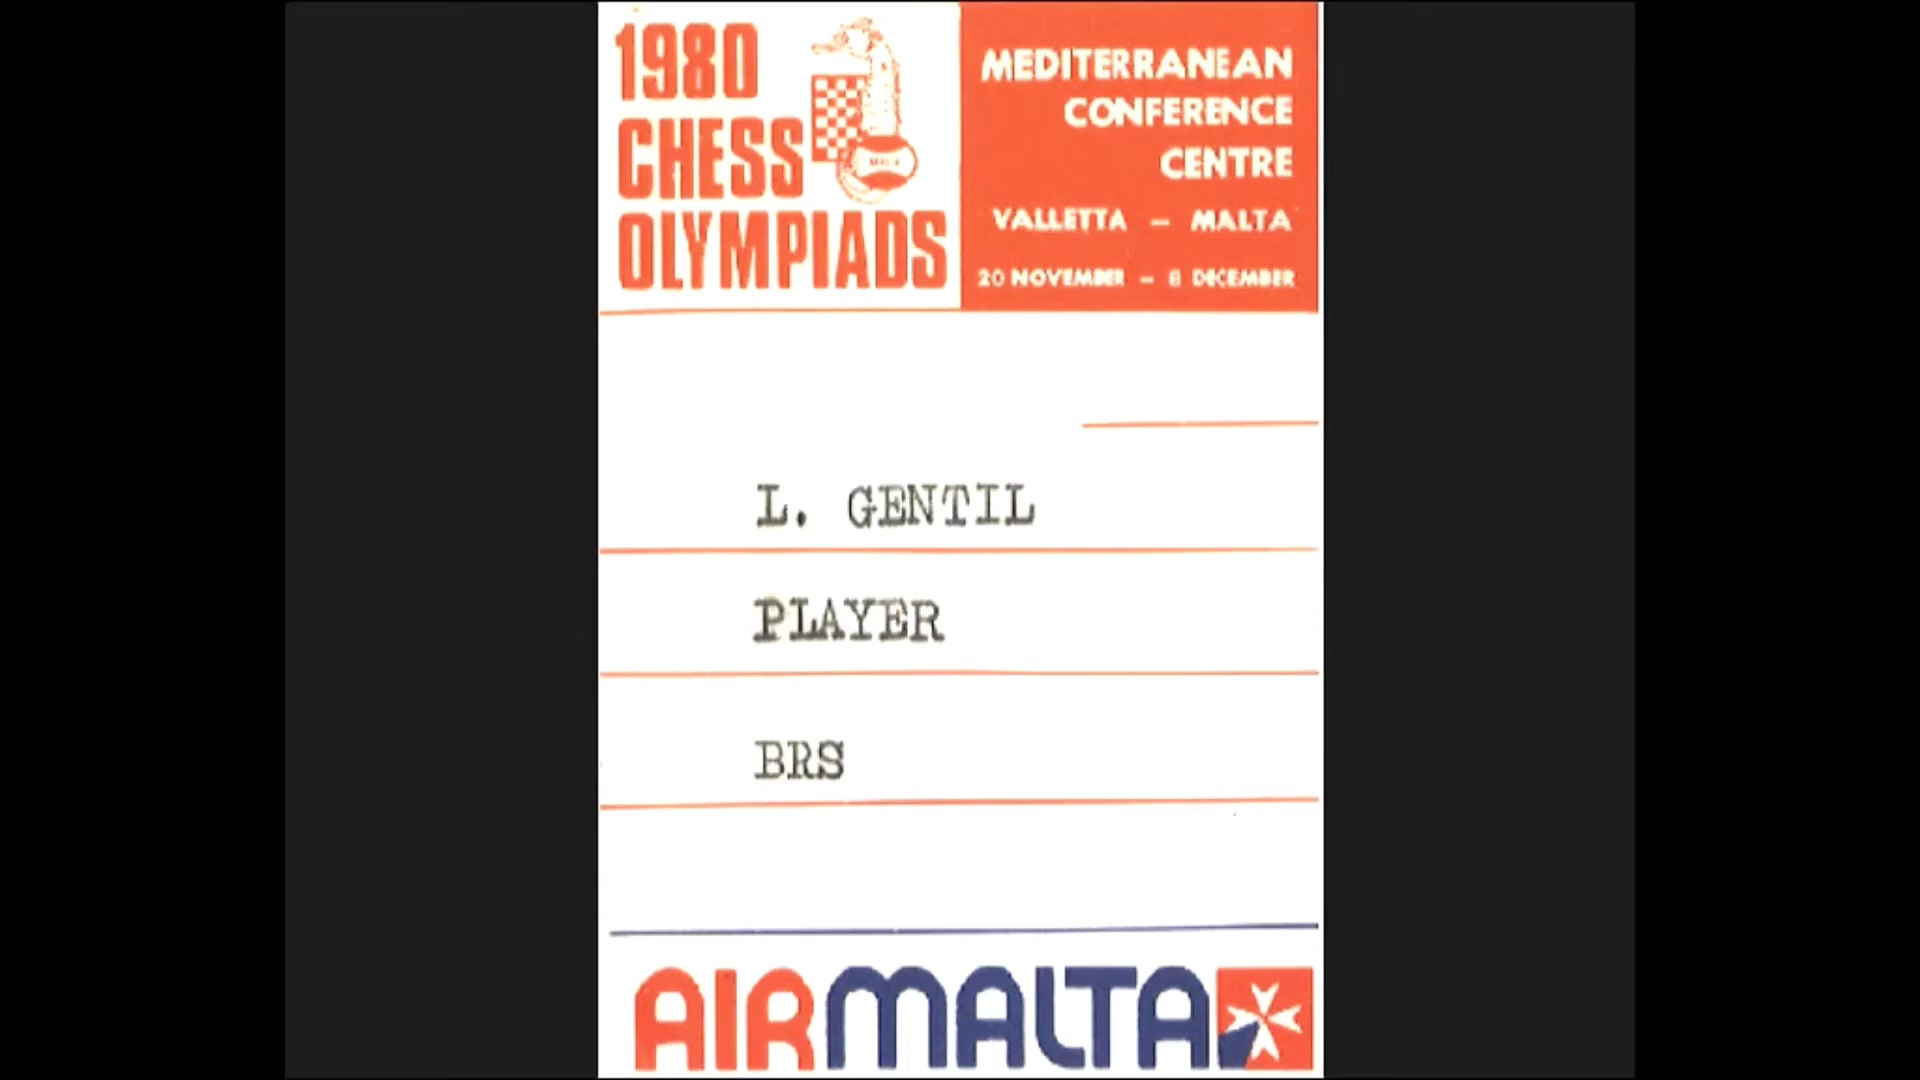 1980
CHESS
OLYMPIADS
MEDITERRANEAN
CONFERENCE
CENTRE
VALLETTA – MALTA
20 NOVEMBER – 8 DECEMBER
L. GENTIL
PLAYER
BRS
AIRMALTA